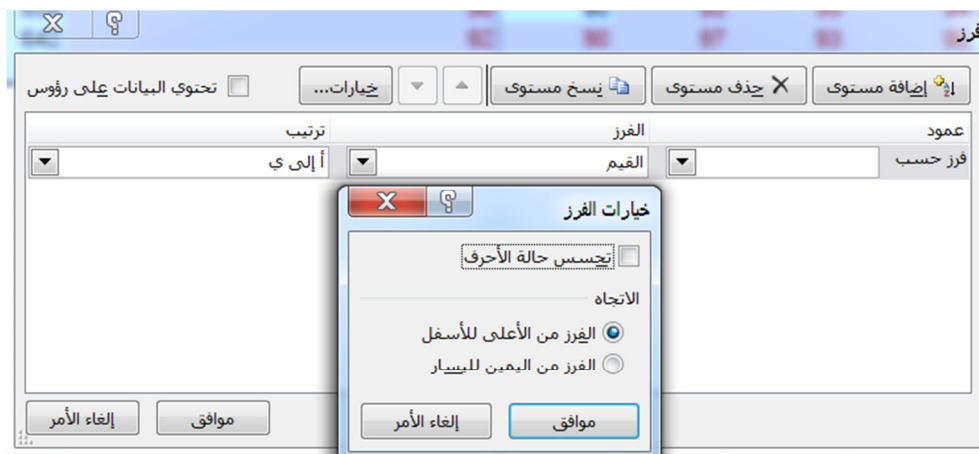 فرز
إضافة مستوى حذف مستوى نسخ مستوى خيارات... تحتوي البيانات على رؤوس
عمود الفرز ترتيب
فرز حسب القيم أ إلى ي
خيارات الفرز
تحسس حالة الأحرف
الاتجاه
الفرز من الأعلى للأسفل
الفرز من اليمين لليسار
موافق إلغاء الأمر
موافق إلغاء الأمر